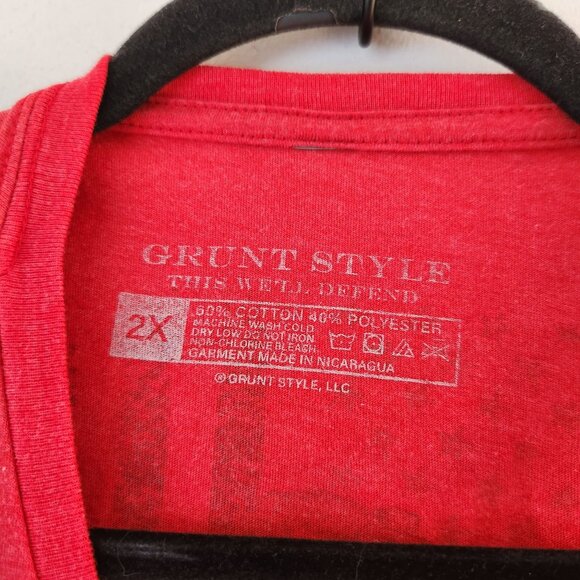 GRUNT STYLE
THIS WE'LL DEFEND
2X
60% COTTON 40% POLYESTER
MACHINE WASH COLD.
DRY LOW DO NOT IRON.
NON-CHLORINE BLEACH.
GARMENT MADE IN NICARAGUA
®GRUNT STYLE, LLC